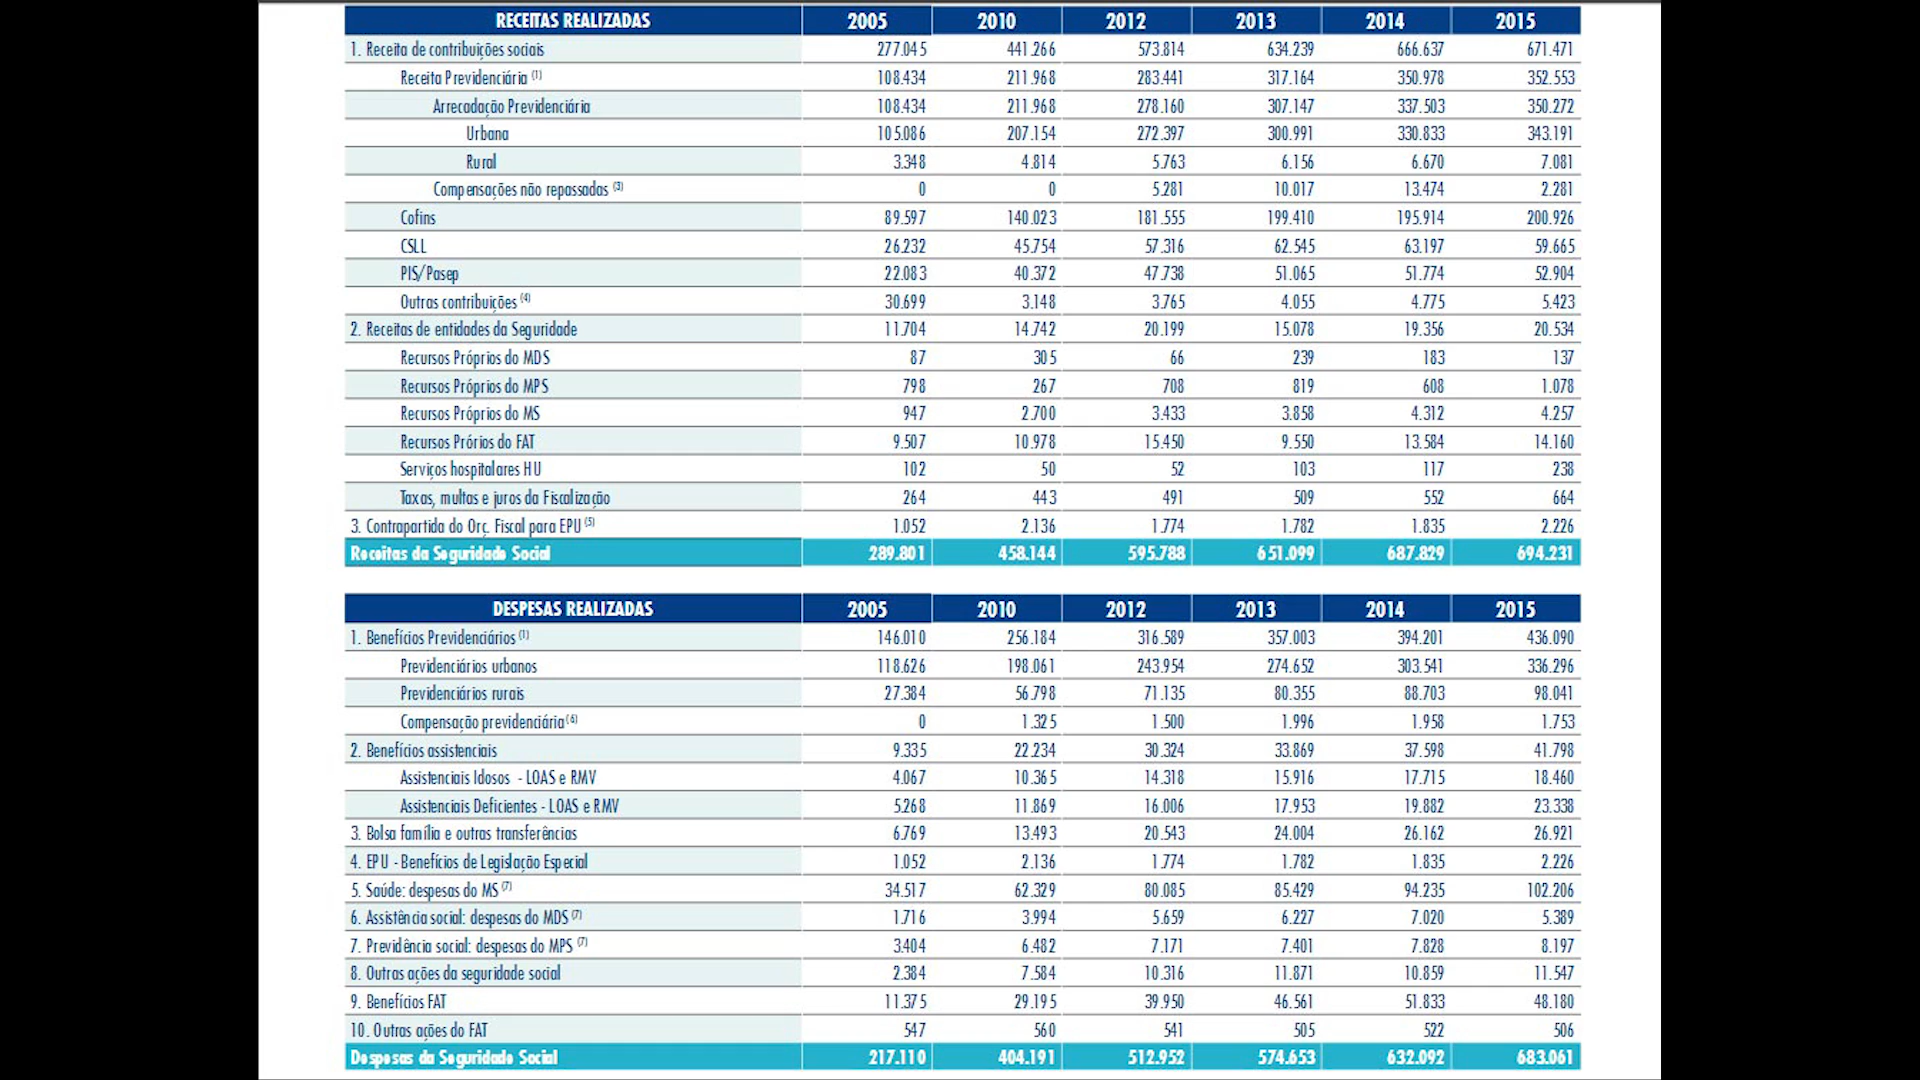 RECEITAS REALIZADAS 2005 2010 2012 2013 2014 2015
1. Receita de contribuições sociais 277.045 441.266 573.814 634.239 666.637 671.471
Receita Previdenciária (1) 108.434 211.968 283.441 317.164 350.978 352.553
Arrecadação Previdenciária 108.434 211.968 278.160 307.147 337.503 350.272
Urbana 105.086 207.154 272.397 300.991 330.833 343.191
Rural 3.348 4.814 5.763 6.156 6.670 7.081
Compensações não repassadas (3) 0 0 5.281 10.017 13.474 2.281
Cofins 89.597 140.023 181.555 199.410 195.914 200.926
CSLL 26.232 45.754 57.316 62.545 63.197 59.665
PIS/Pasep 22.083 40.372 47.738 51.065 51.774 52.904
Outras contribuições (4) 30.699 3.148 3.765 4.055 4.775 5.423
2. Receitas de entidades da Seguridade 11.704 14.742 20.199 15.078 19.356 20.534
Recursos Próprios do MDS 87 305 66 239 183 137
Recursos Próprios do MPS 798 267 708 819 608 1.078
Recursos Próprios do MS 947 2.700 3.433 3.858 4.312 4.257
Recursos Prórios do FAT 9.507 10.978 15.450 9.550 13.584 14.160
Serviços hospitalares HU 102 50 52 103 117 238
Taxas, multas e juros da Fiscalização 264 443 491 509 552 664
3. Contrapartida do Orç. Fiscal para EPU (5) 1.052 2.136 1.774 1.782 1.835 2.226
Receitas da Seguridade Social 289.801 458.144 595.788 651.099 687.829 694.231
DESPESAS REALIZADAS 2005 2010 2012 2013 2014 2015
1. Benefícios Previdenciários (1) 146.010 256.184 316.589 357.003 394.201 436.090
Previdenciários urbanos 118.626 198.061 243.954 274.652 303.541 336.296
Previdenciários rurais 27.384 56.798 71.135 80.355 88.703 98.041
Compensação previdenciária (6) 0 1.325 1.500 1.996 1.958 1.753
2. Benefícios assistenciais 9.335 22.234 30.324 33.869 37.598 41.798
Assistenciais Idosos - LOAS e RMV 4.067 10.365 14.318 15.916 17.715 18.460
Assistenciais Deficientes - LOAS e RMV 5.268 11.869 16.006 17.953 19.882 23.338
3. Bolsa família e outras transferências 6.769 13.493 20.543 24.004 26.162 26.921
4. EPU - Benefícios de Legislação Especial 1.052 2.136 1.774 1.782 1.835 2.226
5. Saúde: despesas do MS (7) 34.517 62.329 80.085 85.429 94.235 102.206
6. Assistência social: despesas do MDS (7) 1.716 3.994 5.659 6.227 7.020 5.389
7. Previdência social: despesas do MPS (7) 3.404 6.482 7.171 7.401 7.828 8.197
8. Outras ações da seguridade social 2.384 7.584 10.316 11.871 10.859 11.547
9. Benefícios FAT 11.375 29.195 39.950 46.561 51.833 48.180
10. Outras ações do FAT 547 560 541 505 522 506
Despesas da Seguridade Social 217.110 404.191 512.952 574.653 632.092 683.061